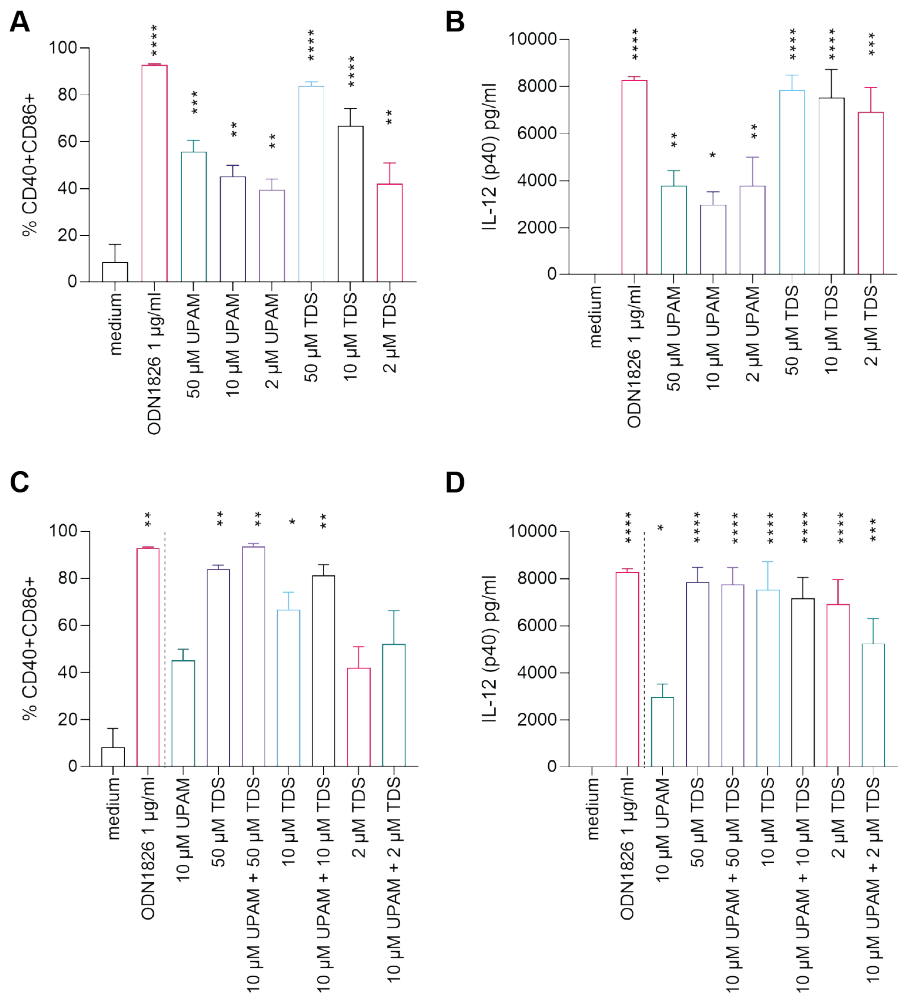 A
% CD40+CD86+
100
80
60
40
20
0
****
***
**
**
****
****
**
medium
ODN1826 1 µg/ml
50 µM UPAM
10 µM UPAM
2 µM UPAM
50 µM TDS
10 µM TDS
2 µM TDS
B
IL-12 (p40) pg/ml
10000
8000
6000
4000
2000
0
****
**
*
**
****
****
***
medium
ODN1826 1 µg/ml
50 µM UPAM
10 µM UPAM
2 µM UPAM
50 µM TDS
10 µM TDS
2 µM TDS
C
% CD40+CD86+
100
80
60
40
20
0
**
**
**
*
**
medium
ODN1826 1 µg/ml
10 µM UPAM
50 µM TDS
10 µM UPAM + 50 µM TDS
10 µM TDS
10 µM UPAM + 10 µM TDS
2 µM TDS
10 µM UPAM + 2 µM TDS
D
IL-12 (p40) pg/ml
10000
8000
6000
4000
2000
0
****
*
****
****
****
****
****
***
medium
ODN1826 1 µg/ml
10 µM UPAM
50 µM TDS
10 µM UPAM + 50 µM TDS
10 µM TDS
10 µM UPAM + 10 µM TDS
2 µM TDS
10 µM UPAM + 2 µM TDS